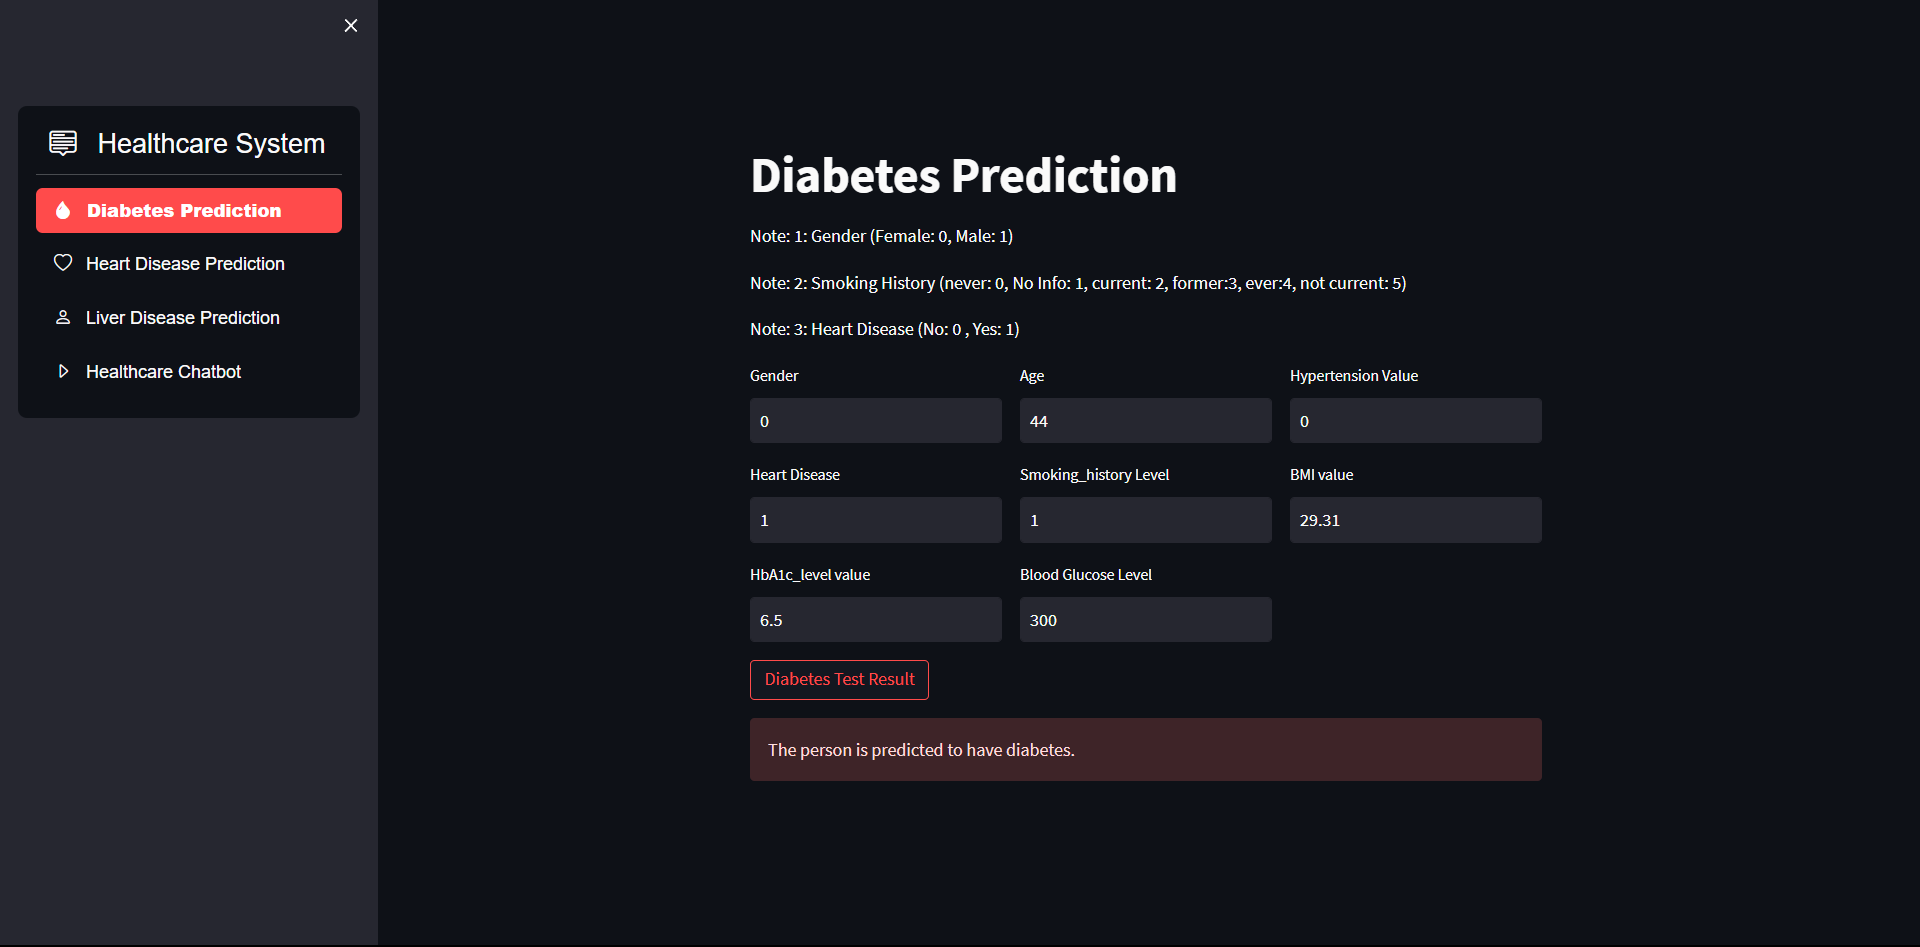 Healthcare System
Diabetes Prediction
Heart Disease Prediction
Liver Disease Prediction
Healthcare Chatbot
Diabetes Prediction
Note: 1: Gender (Female: 0, Male: 1)
Note: 2: Smoking History (never: 0, No Info: 1, current: 2, former:3, ever:4, not current: 5)
Note: 3: Heart Disease (No: 0 , Yes: 1)
Gender Age Hypertension Value
0 44 0
Heart Disease Smoking_history Level BMI value
1 1 29.31
HbA1c_level value Blood Glucose Level
6.5 300
Diabetes Test Result
The person is predicted to have diabetes.